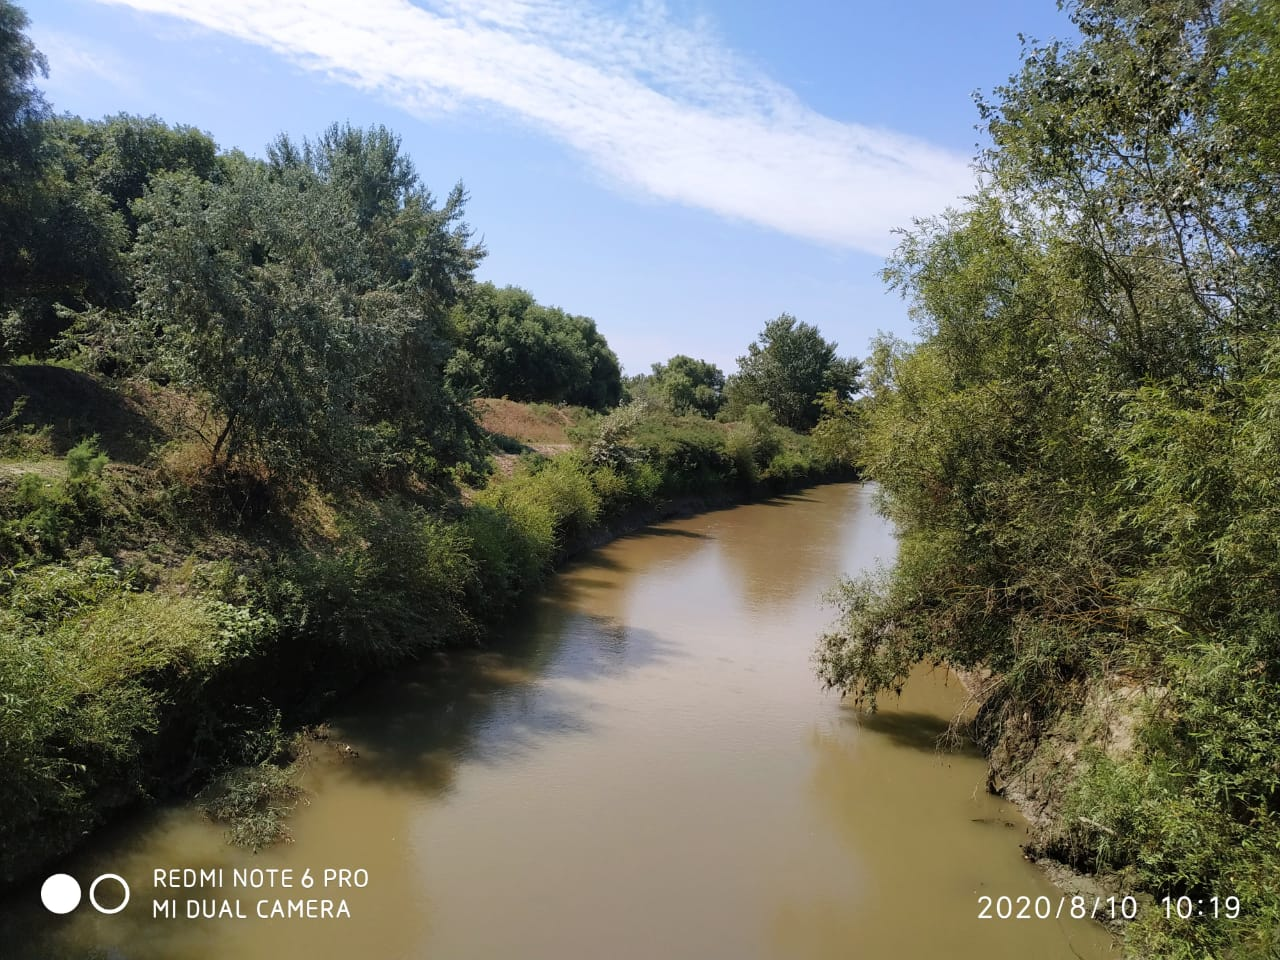 REDMI NOTE 6 PRO
MI DUAL CAMERA
2020/8/10 10:19